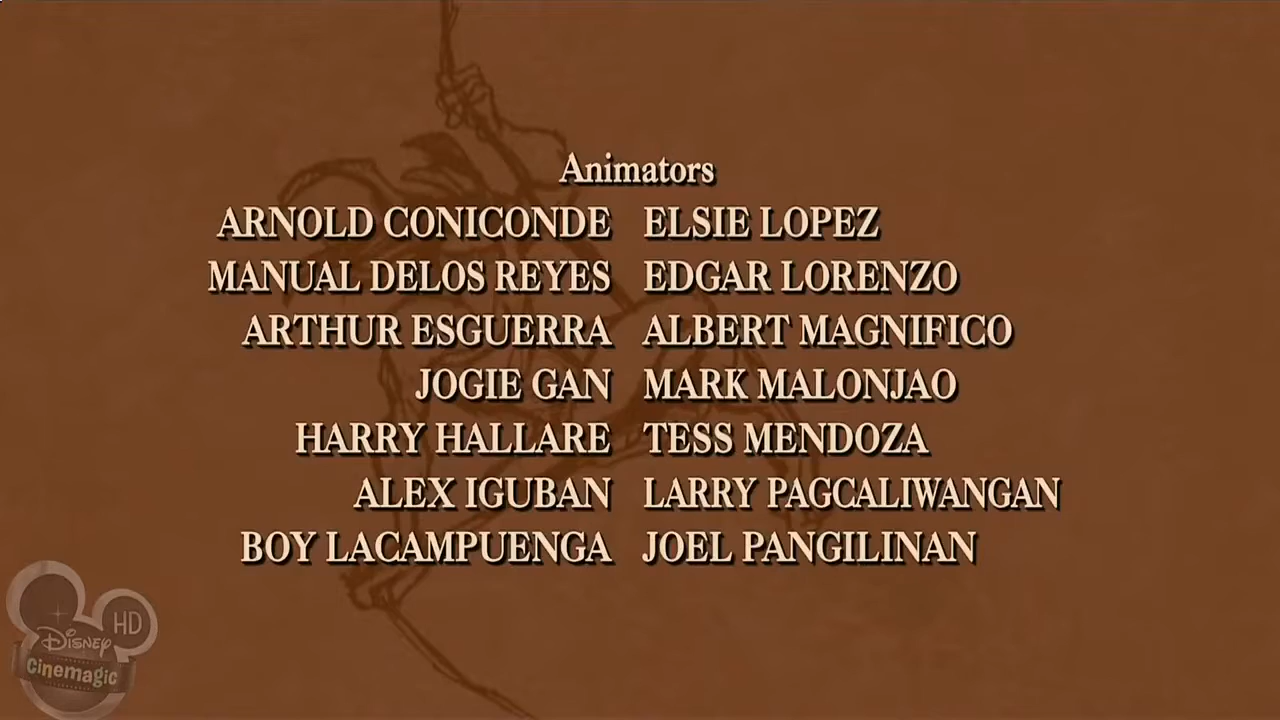 Animators
ARNOLD CONICONDE ELSIE LOPEZ
MANUAL DELOS REYES EDGAR LORENZO
ARTHUR ESGUERRA ALBERT MAGNIFICO
JOGIE GAN MARK MALONJAO
HARRY HALLARE TESS MENDOZA
ALEX IGUBAN LARRY PAGCALIWANGAN
BOY LACAMPUENGA JOEL PANGILINAN
HD
Disney
Cinemagic